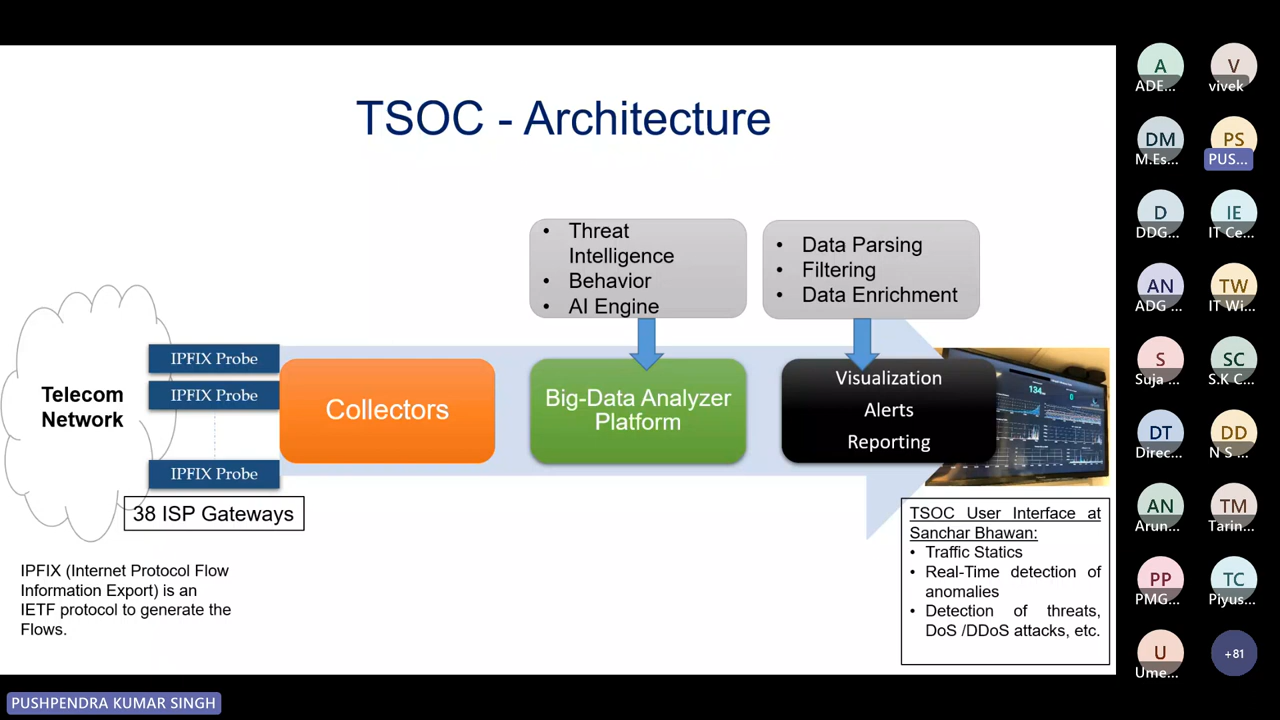 TSOC - Architecture
• Threat
Intelligence
• Behavior
• AI Engine
• Data Parsing
• Filtering
• Data Enrichment
Telecom
Network
IPFIX Probe
IPFIX Probe
IPFIX Probe
38 ISP Gateways
Collectors
Big-Data Analyzer
Platform
Visualization
Alerts
Reporting
134
0
IPFIX (Internet Protocol Flow
Information Export) is an
IETF protocol to generate the
Flows.
TSOC User Interface at
Sanchar Bhawan:
• Traffic Statics
• Real-Time detection of
anomalies
• Detection of threats,
DoS /DDoS attacks, etc.
A
ADE...
V
vivek
DM
M.Es...
PS
PUS...
D
DDG...
IE
IT Ce...
AN
ADG ...
TW
IT Wi...
S
Suja ...
SC
S.K C...
DT
Direc...
DD
N S ...
AN
Arun...
TM
Tarin...
PP
PMG...
TC
Piyus...
U
Ume...
+81
PUSHPENDRA KUMAR SINGH